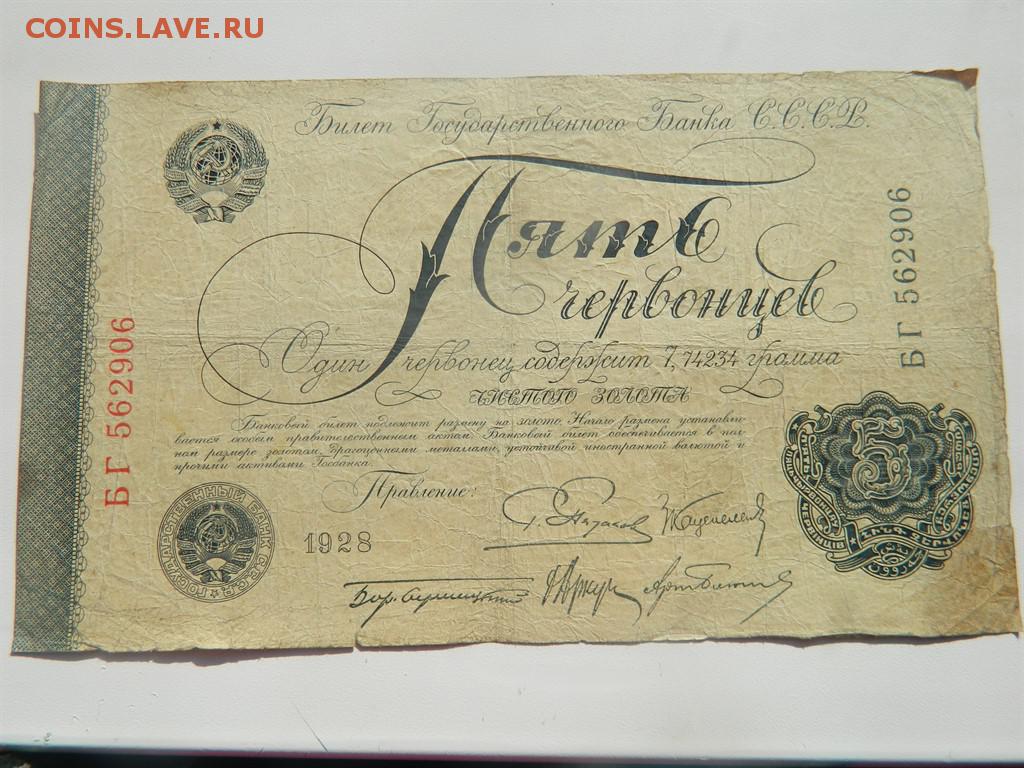 COINS.LAVE.RU
Билет Государственного Банка С.С.С.Р.
Пять
червонцев
Один червонец содержит 7,74234 грамма
ЧИСТОГО ЗОЛОТА
Банковый билет подлежит размену на золото. Начало размена устанавли-
вается особым правительственным актом. Банковый билет обеспечивается в пол-
ном размере золотом, драгоценными металлами, устойчивой иностранной валютой и
прочими активами Госбанка.
Правление:
1928
БГ 562906
БГ 562906
ГОСУДАРСТВЕННЫЙ БАНК С.С.С.Р.
5